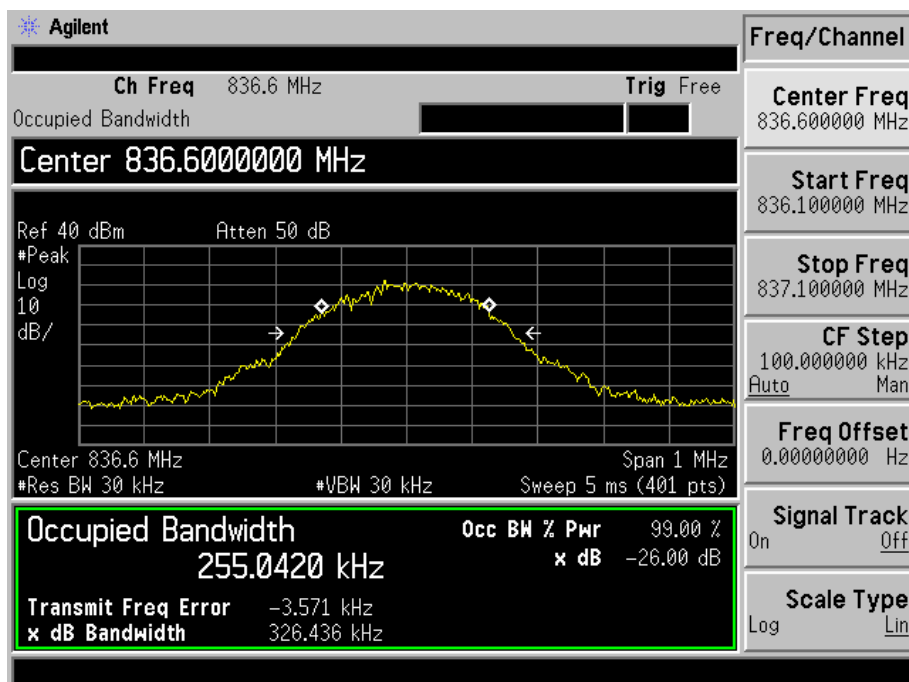 Agilent
Freq/Channel
Ch Freq 836.6 MHz Trig Free
Occupied Bandwidth
Center 836.6000000 MHz
Ref 40 dBm Atten 50 dB
#Peak
Log
10
dB/
Center 836.6 MHz Span 1 MHz
#Res BW 30 kHz #VBW 30 kHz Sweep 5 ms (401 pts)
Occupied Bandwidth
255.0420 kHz
Occ BW % Pwr 99.00 %
x dB -26.00 dB
Transmit Freq Error -3.571 kHz
x dB Bandwidth 326.436 kHz
Center Freq
836.600000 MHz
Start Freq
836.100000 MHz
Stop Freq
837.100000 MHz
CF Step
100.000000 kHz
Auto Man
Freq Offset
0.00000000 Hz
Signal Track
On Off
Scale Type
Log Lin